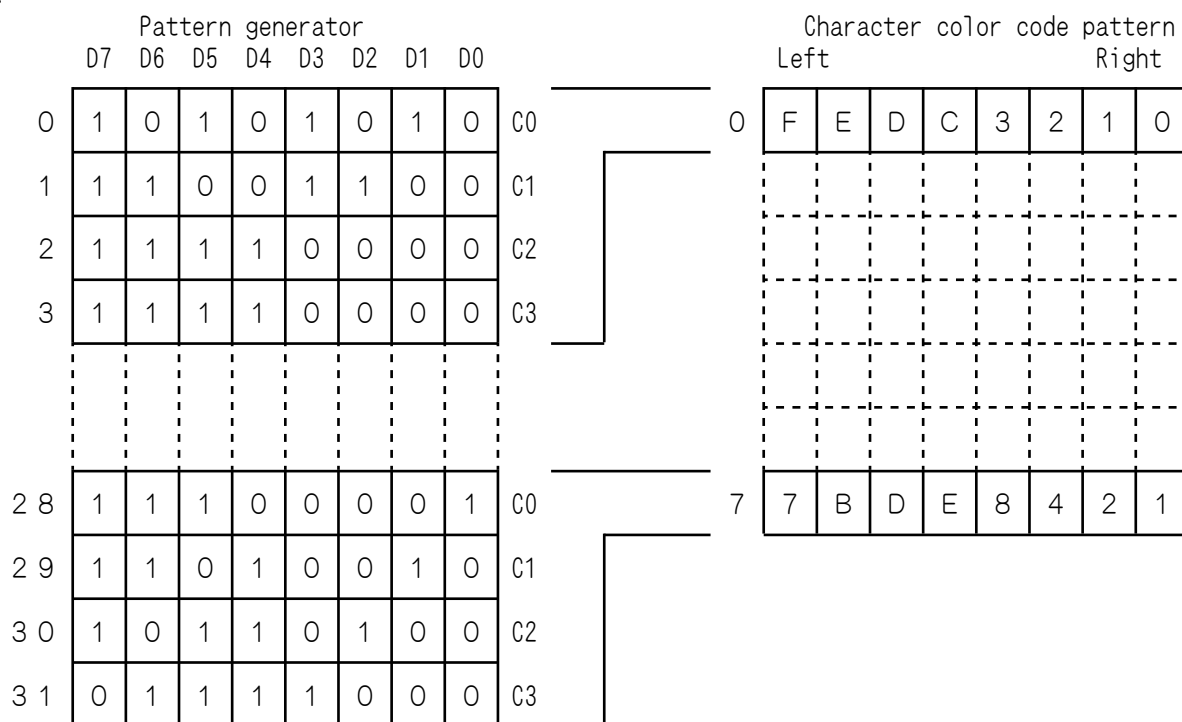 Pattern generator Character color code pattern
D7 D6 D5 D4 D3 D2 D1 D0 Left Right
0 1 0 1 0 1 0 1 0 C0 0 F E D C 3 2 1 0
1 1 1 0 0 1 1 0 0 C1
2 1 1 1 1 0 0 0 0 C2
3 1 1 1 1 0 0 0 0 C3
28 1 1 1 0 0 0 0 1 C0 7 7 B D E 8 4 2 1
29 1 1 0 1 0 0 1 0 C1
30 1 0 1 1 0 1 0 0 C2
31 0 1 1 1 1 0 0 0 C3